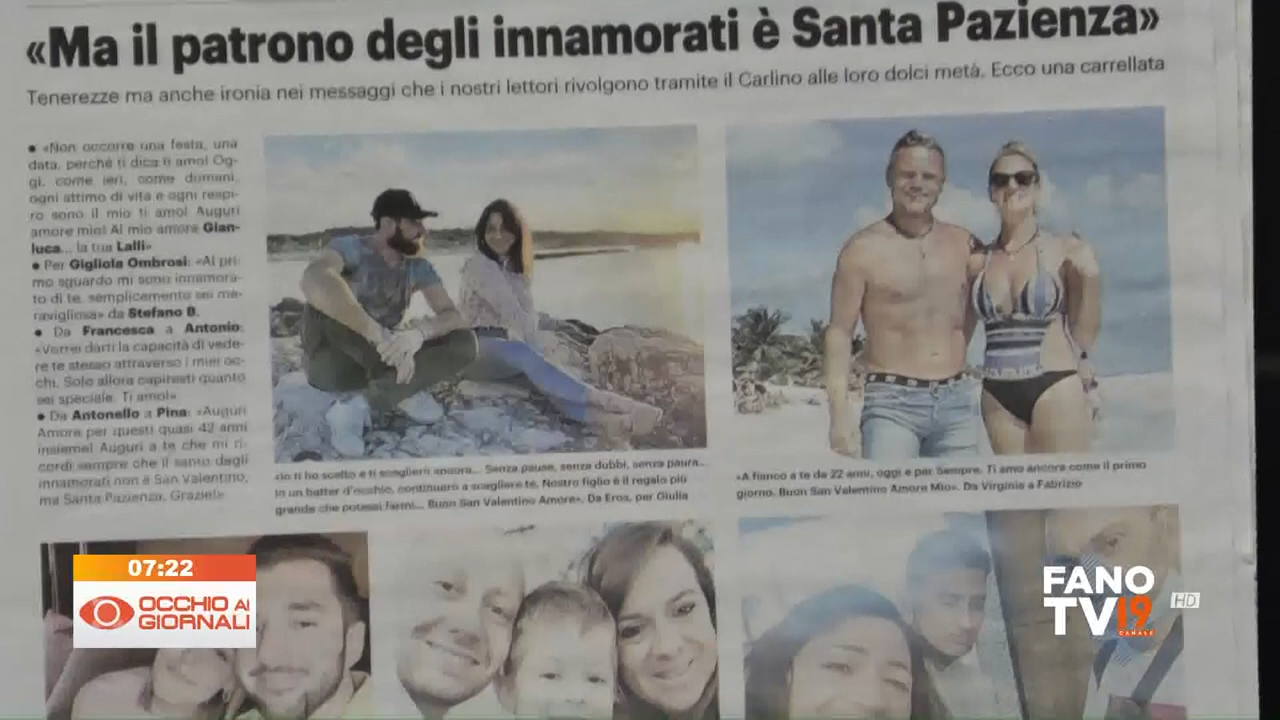 «Ma il patrono degli innamorati è Santa Pazienza»
Tenerezze ma anche ironia nei messaggi che i nostri lettori rivolgono tramite il Carlino alle loro dolci metà. Ecco una carrellata
● «Non occorre una festa, una
data, perché ti dica ti amo! Og-
gi, come ieri, come domani,
ogni attimo di vita e ogni respi-
ro sono il mio ti amo! Auguri
amore mio! Al mio amore Gian-
luca... la tua Lalli»
● Per Gigliola Ombrosi: «Al pri-
mo sguardo mi sono innamora-
to di te, semplicemente sei me-
ravigliosa» da Stefano B.
● Da Francesca a Antonio:
«Vorrei darti la capacità di vede-
re te stesso attraverso i miei oc-
chi. Solo allora capiresti quanto
sei speciale. Ti amo!»
● Da Antonello a Pina: «Auguri
Amore per questi quasi 42 anni
insieme! Auguri a te che mi ri-
cordi sempre che il santo degli
innamorati non è San Valentino,
ma Santa Pazienza. Grazie!»
«Io ti ho scelto e ti sceglierò ancora... Senza pause, senza dubbi, senza paura...
in un batter d'occhio, continuerò a scegliere te. Nostro figlio è il regalo più
grande che potessi farmi... Buon San Valentino Amore». Da Eros, per Giulia
«A fianco a te da 22 anni, oggi e per sempre. Ti amo ancora come il primo
giorno. Buon San Valentino Amore Mio». Da Virginia a Fabrizio
07:22
OCCHIO AI
GIORNALI
FANO
TV19
CANALE
HD